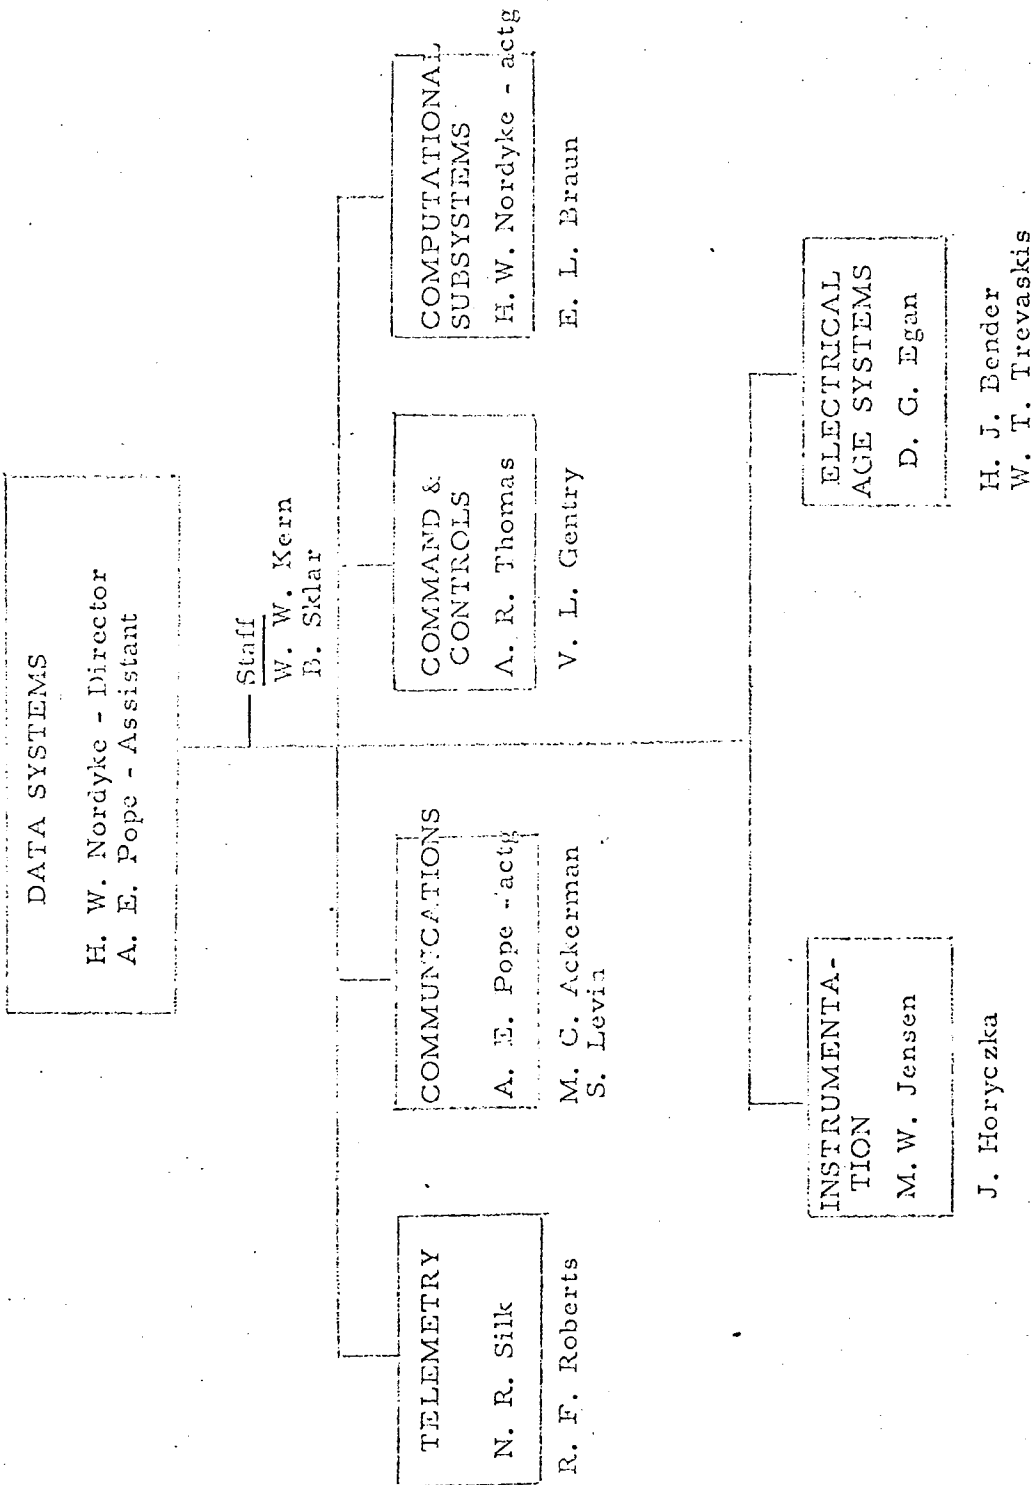 DATA SYSTEMS
H. W. Nordyke - Director
A. E. Pope - Assistant
Staff
W. W. Kern
B. Sklar
TELEMETRY
N. R. Silk
R. F. Roberts
COMMUNICATIONS
A. E. Pope - actg
M. C. Ackerman
S. Levin
COMMAND &
CONTROLS
A. R. Thomas
V. L. Gentry
COMPUTATIONAL
SUBSYSTEMS
H. W. Nordyke - actg
E. L. Braun
INSTRUMENTA-
TION
M. W. Jensen
J. Horyczka
ELECTRICAL
AGE SYSTEMS
D. G. Egan
H. J. Bender
W. T. Trevaskis